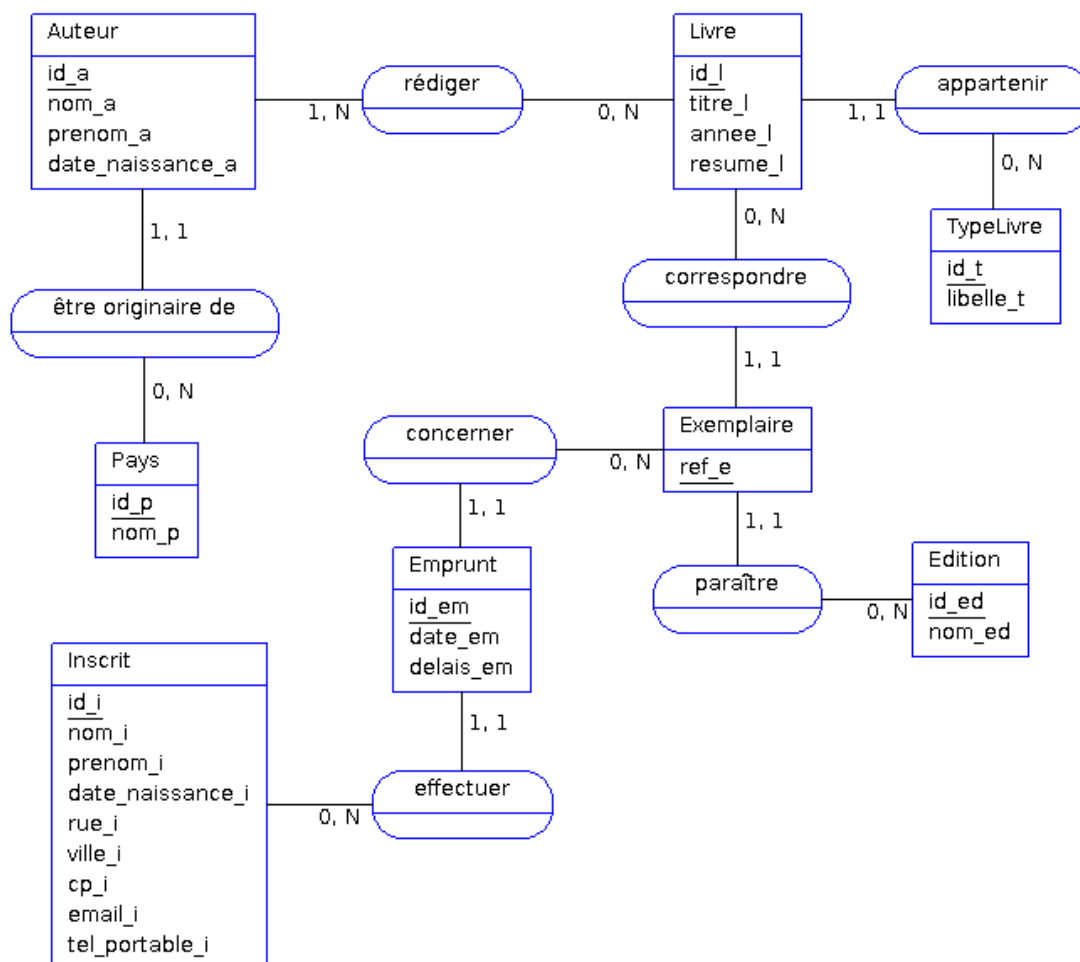 Auteur
id_a
nom_a
prenom_a
date_naissance_a
1, N
rédiger
0, N
Livre
id_l
titre_l
annee_l
resume_l
1, 1
appartenir
0, N
TypeLivre
id_t
libelle_t
1, 1
être originaire de
0, N
Pays
id_p
nom_p
0, N
correspondre
1, 1
Exemplaire
ref_e
0, N
concerner
1, 1
Emprunt
id_em
date_em
delais_em
1, 1
paraître
0, N
Edition
id_ed
nom_ed
1, 1
effectuer
0, N
Inscrit
id_i
nom_i
prenom_i
date_naissance_i
rue_i
ville_i
cp_i
email_i
tel_portable_i